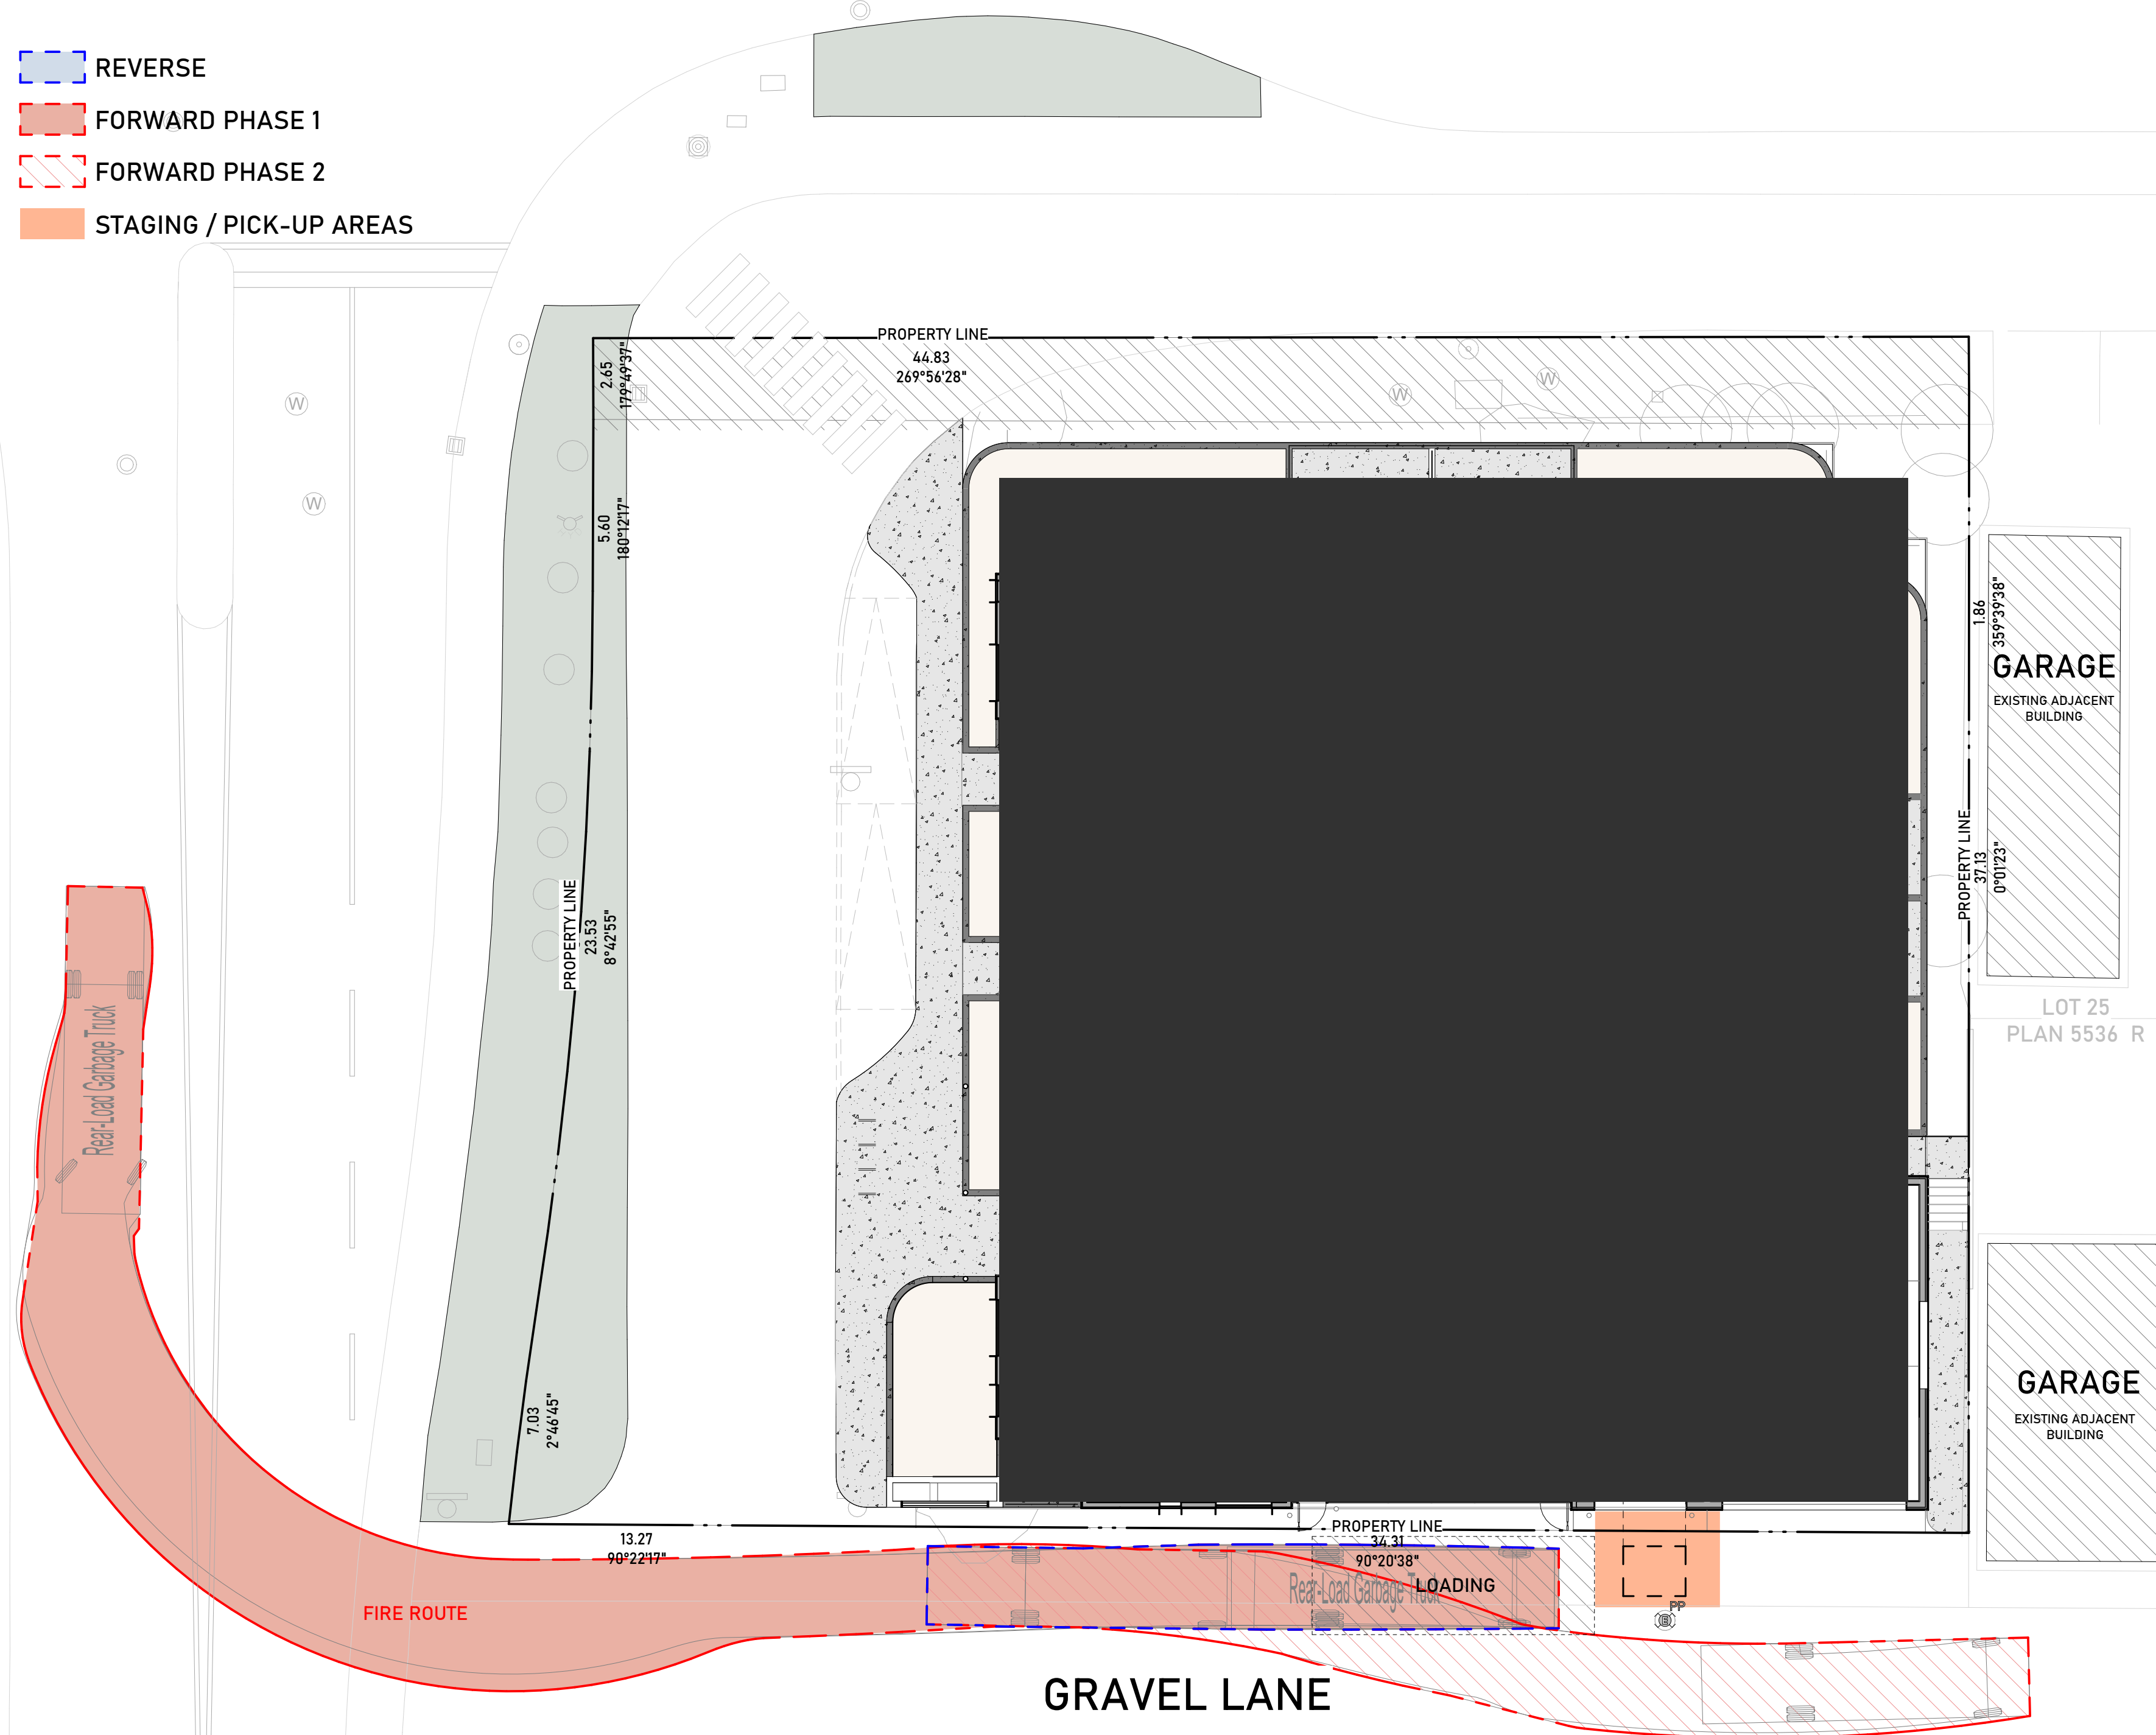 REVERSE
FORWARD PHASE 1
FORWARD PHASE 2
STAGING / PICK-UP AREAS
PROPERTY LINE
44.83
269°56'28"
2.65
179°49'37"
W
W
W
W
5.60
180°12'17"
1.86
359°39'38"
GARAGE
EXISTING ADJACENT
BUILDING
PROPERTY LINE
23.53
8°42'55"
PROPERTY LINE
37.13
0°01'23"
LOT 25
PLAN 5536 R
Rear-Load Garbage Truck
7.03
2°46'45"
GARAGE
EXISTING ADJACENT
BUILDING
13.27
90°22'17"
PROPERTY LINE
34.31
90°20'38"
Rear-Load Garbage Truck
LOADING
PP
FIRE ROUTE
GRAVEL LANE